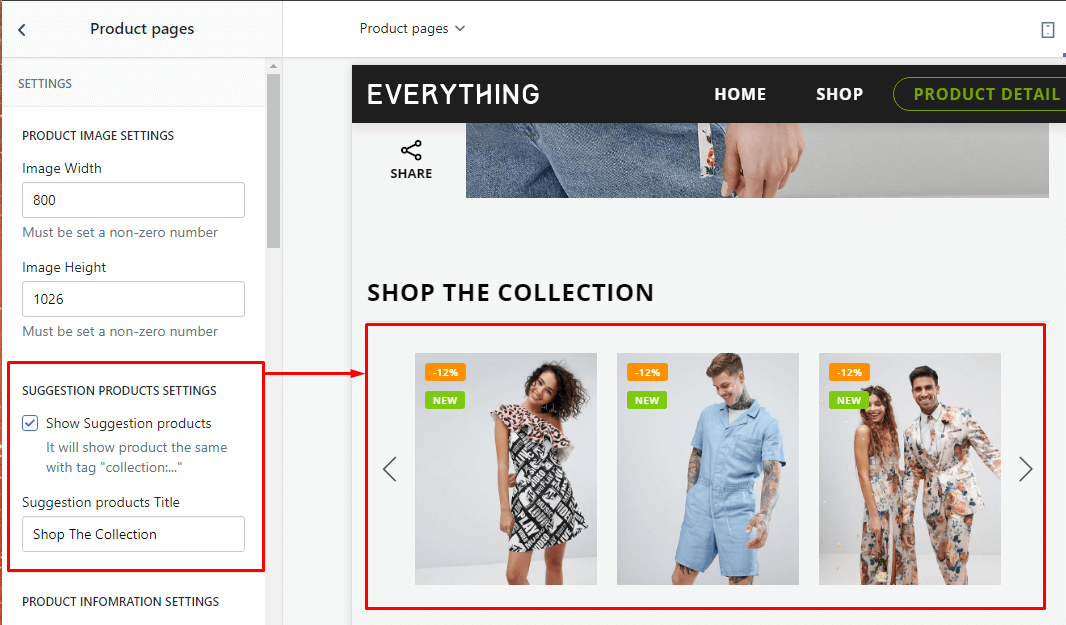 Product pages
SETTINGS
PRODUCT IMAGE SETTINGS
Image Width
800
Must be set a non-zero number
Image Height
1026
Must be set a non-zero number
SUGGESTION PRODUCTS SETTINGS
Show Suggestion products
It will show product the same
with tag "collection:..."
Suggestion products Title
Shop The Collection
PRODUCT INFOMRATION SETTINGS
Product pages
EVERYTHING
HOME
SHOP
PRODUCT DETAIL
SHARE
SHOP THE COLLECTION
-12%
NEW
-12%
NEW
-12%
NEW